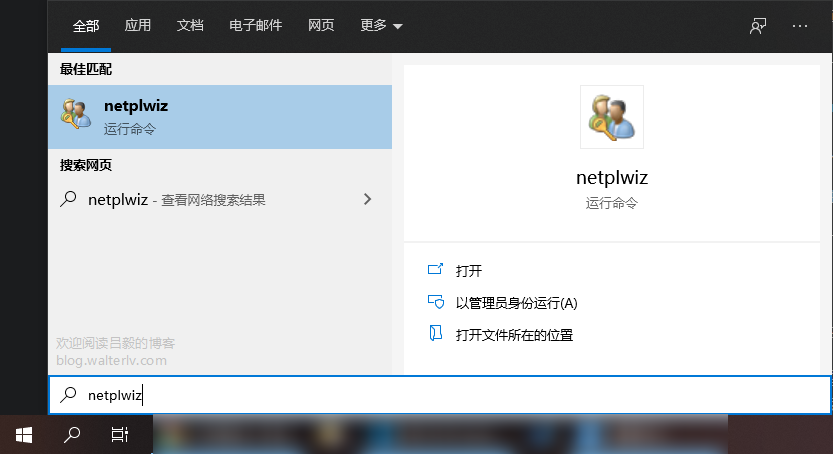 全部 应用 文档 电子邮件 网页 更多
最佳匹配
netplwiz
运行命令
搜索网页
netplwiz - 查看网络搜索结果
netplwiz
运行命令
打开
以管理员身份运行(A)
打开文件所在的位置
欢迎阅读吕毅的博客
blog.walterlv.com
netplwiz